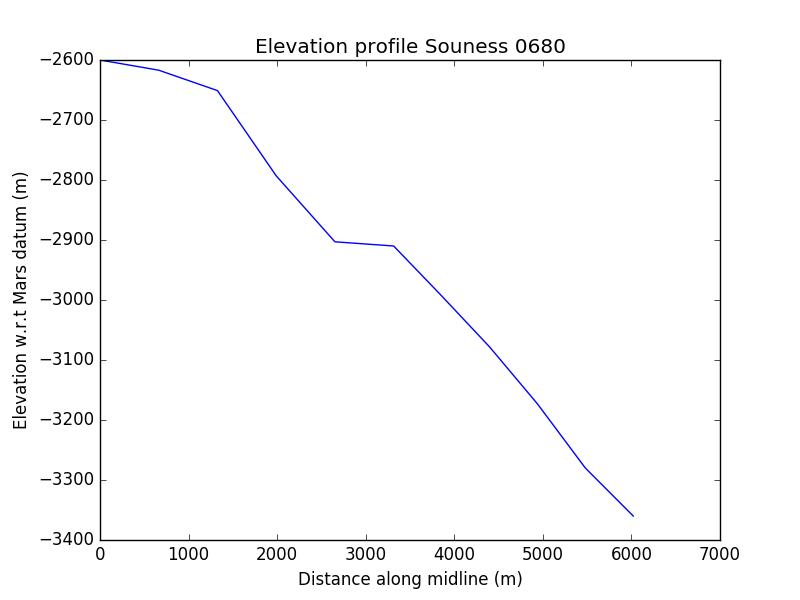 Elevation profile Souness 0680
Elevation w.r.t Mars datum (m)
−2600
−2700
−2800
−2900
−3000
−3100
−3200
−3300
−3400
0 1000 2000 3000 4000 5000 6000 7000
Distance along midline (m)